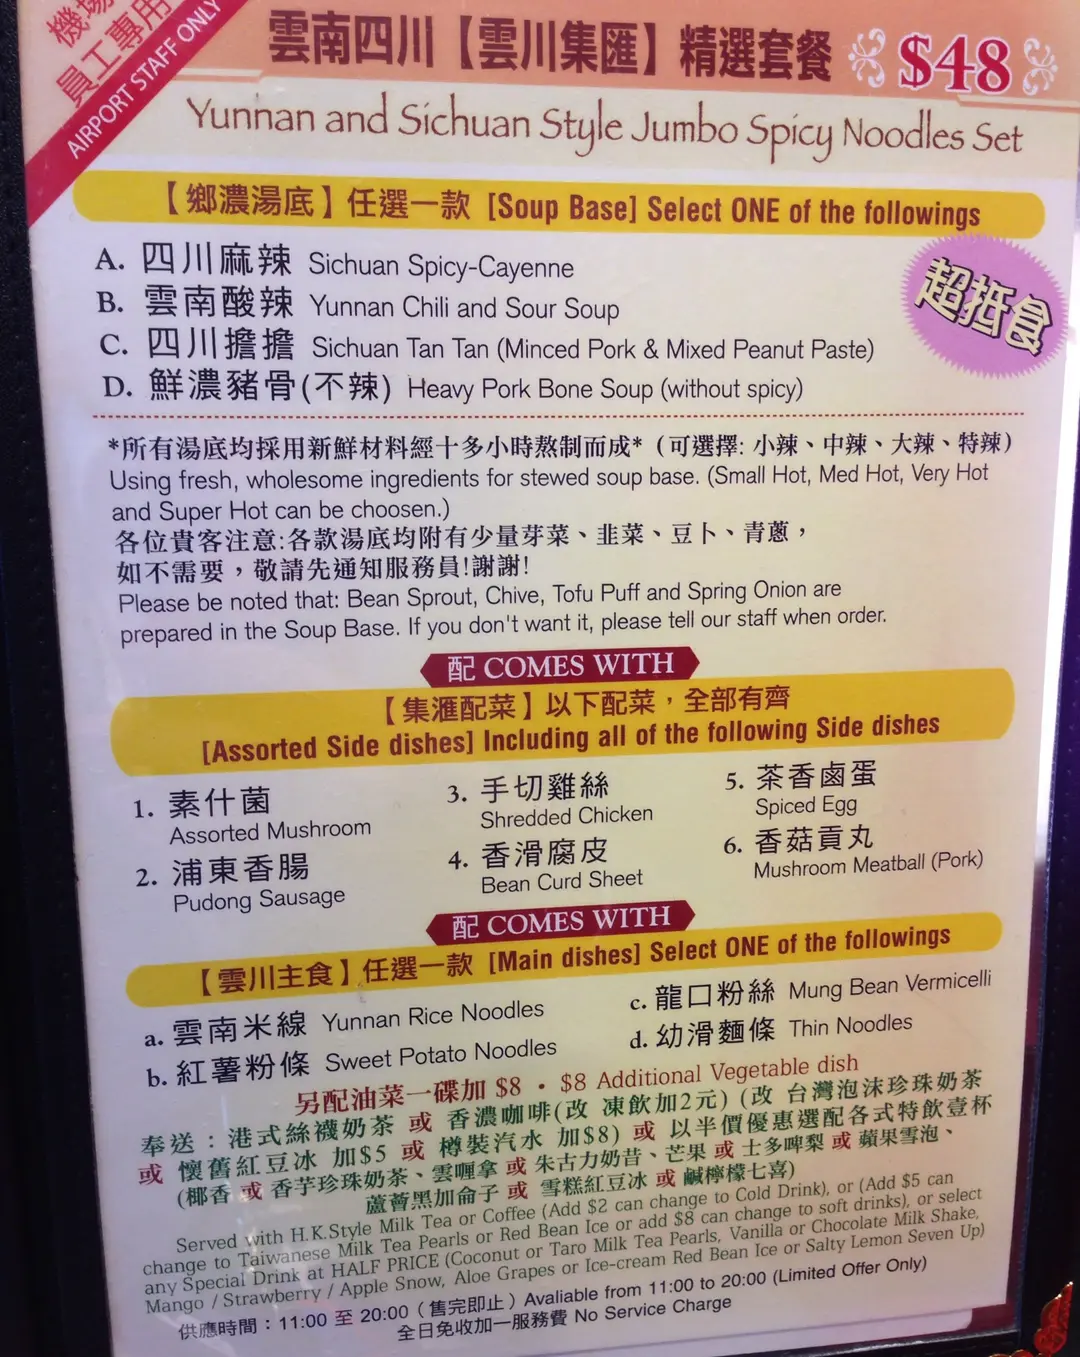 機場
員工專用
AIRPORT STAFF ONLY
雲南四川【雲川集匯】精選套餐 $48
Yunnan and Sichuan Style Jumbo Spicy Noodles Set
【鄉濃湯底】任選一款 [Soup Base] Select ONE of the followings
A. 四川麻辣 Sichuan Spicy-Cayenne
B. 雲南酸辣 Yunnan Chili and Sour Soup
C. 四川擔擔 Sichuan Tan Tan (Minced Pork & Mixed Peanut Paste)
D. 鮮濃豬骨(不辣) Heavy Pork Bone Soup (without spicy)
超抵食
*所有湯底均採用新鮮材料經十多小時熬制而成*（可選擇: 小辣、中辣、大辣、特辣）
Using fresh, wholesome ingredients for stewed soup base. (Small Hot, Med Hot, Very Hot
and Super Hot can be choosen.)
各位貴客注意:各款湯底均附有少量芽菜、韭菜、豆卜、青蔥，
如不需要，敬請先通知服務員!謝謝!
Please be noted that: Bean Sprout, Chive, Tofu Puff and Spring Onion are
prepared in the Soup Base. If you don't want it, please tell our staff when order.
配 COMES WITH
【集滙配菜】以下配菜，全部有齊
[Assorted Side dishes] Including all of the following Side dishes
1. 素什菌
Assorted Mushroom
2. 浦東香腸
Pudong Sausage
3. 手切雞絲
Shredded Chicken
4. 香滑腐皮
Bean Curd Sheet
5. 茶香鹵蛋
Spiced Egg
6. 香菇貢丸
Mushroom Meatball (Pork)
配 COMES WITH
【雲川主食】任選一款 [Main dishes] Select ONE of the followings
a. 雲南米線 Yunnan Rice Noodles
b. 紅薯粉條 Sweet Potato Noodles
c. 龍口粉絲 Mung Bean Vermicelli
d. 幼滑麵條 Thin Noodles
另配油菜一碟加 $8 • $8 Additional Vegetable dish
奉送：港式絲襪奶茶 或 香濃咖啡(改 凍飲加2元) (改 台灣泡沫珍珠奶茶
或 懷舊紅豆冰 加$5 或 樽裝汽水 加$8) 或 以半價優惠選配各式特飲壹杯
(椰香 或 香芋珍珠奶茶、雲喱拿 或 朱古力奶昔、芒果 或 士多啤梨 或 蘋果雪泡、
蘆薈黑加侖子 或 雪糕紅豆冰 或 鹹檸檬七喜)
Served with H.K.Style Milk Tea or Coffee (Add $2 can change to Cold Drink), or (Add $5 can
change to Taiwanese Milk Tea Pearls or Red Bean Ice or add $8 can change to soft drinks), or select
any Special Drink at HALF PRICE (Coconut or Taro Milk Tea Pearls, Vanilla or Chocolate Milk Shake,
Mango / Strawberry / Apple Snow, Aloe Grapes or Ice-cream Red Bean Ice or Salty Lemon Seven Up)
供應時間：11:00 至 20:00（售完即止）Avaliable from 11:00 to 20:00 (Limited Offer Only)
全日免收加一服務費 No Service Charge